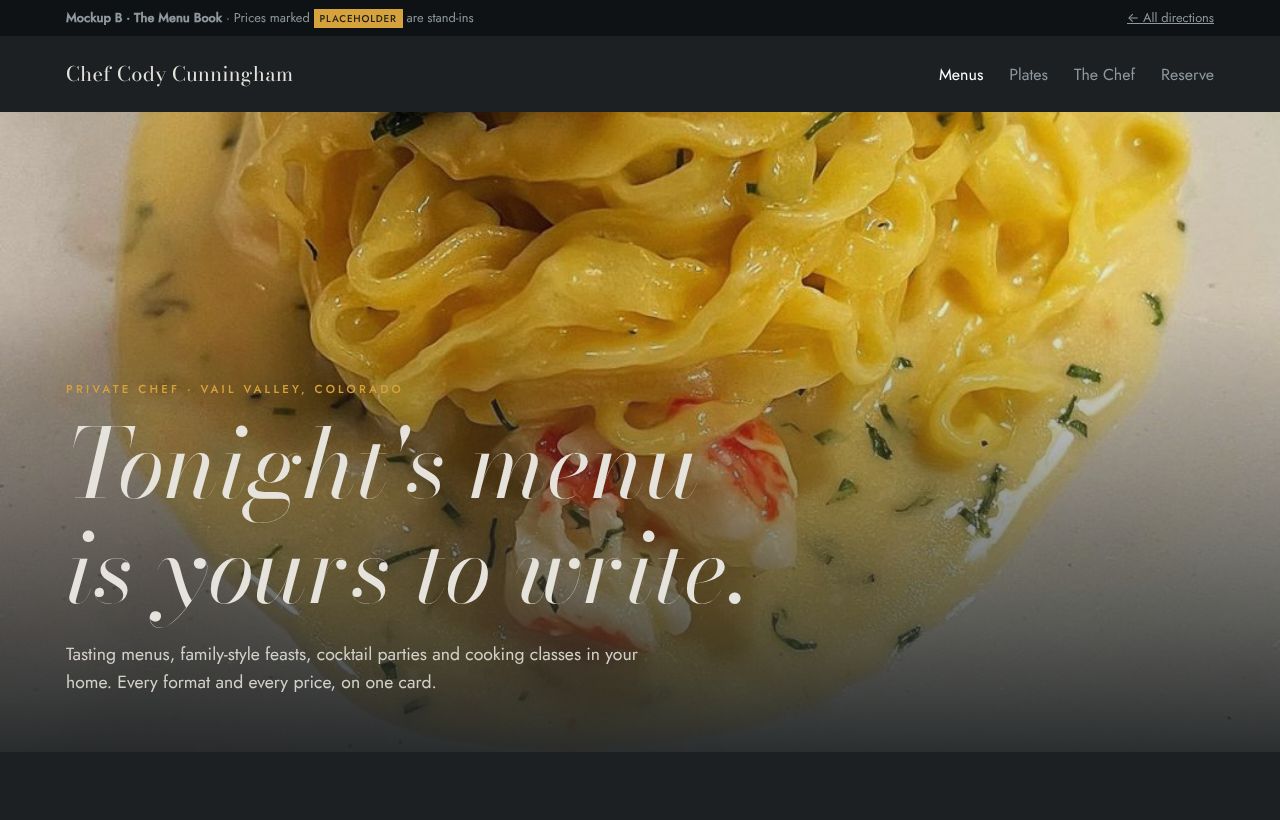 Mockup B · The Menu Book · Prices marked PLACEHOLDER are stand-ins
← All directions
Chef Cody Cunningham
Menus Plates The Chef Reserve
PRIVATE CHEF · VAIL VALLEY, COLORADO
Tonight's menu
is yours to write.
Tasting menus, family-style feasts, cocktail parties and cooking classes in your
home. Every format and every price, on one card.